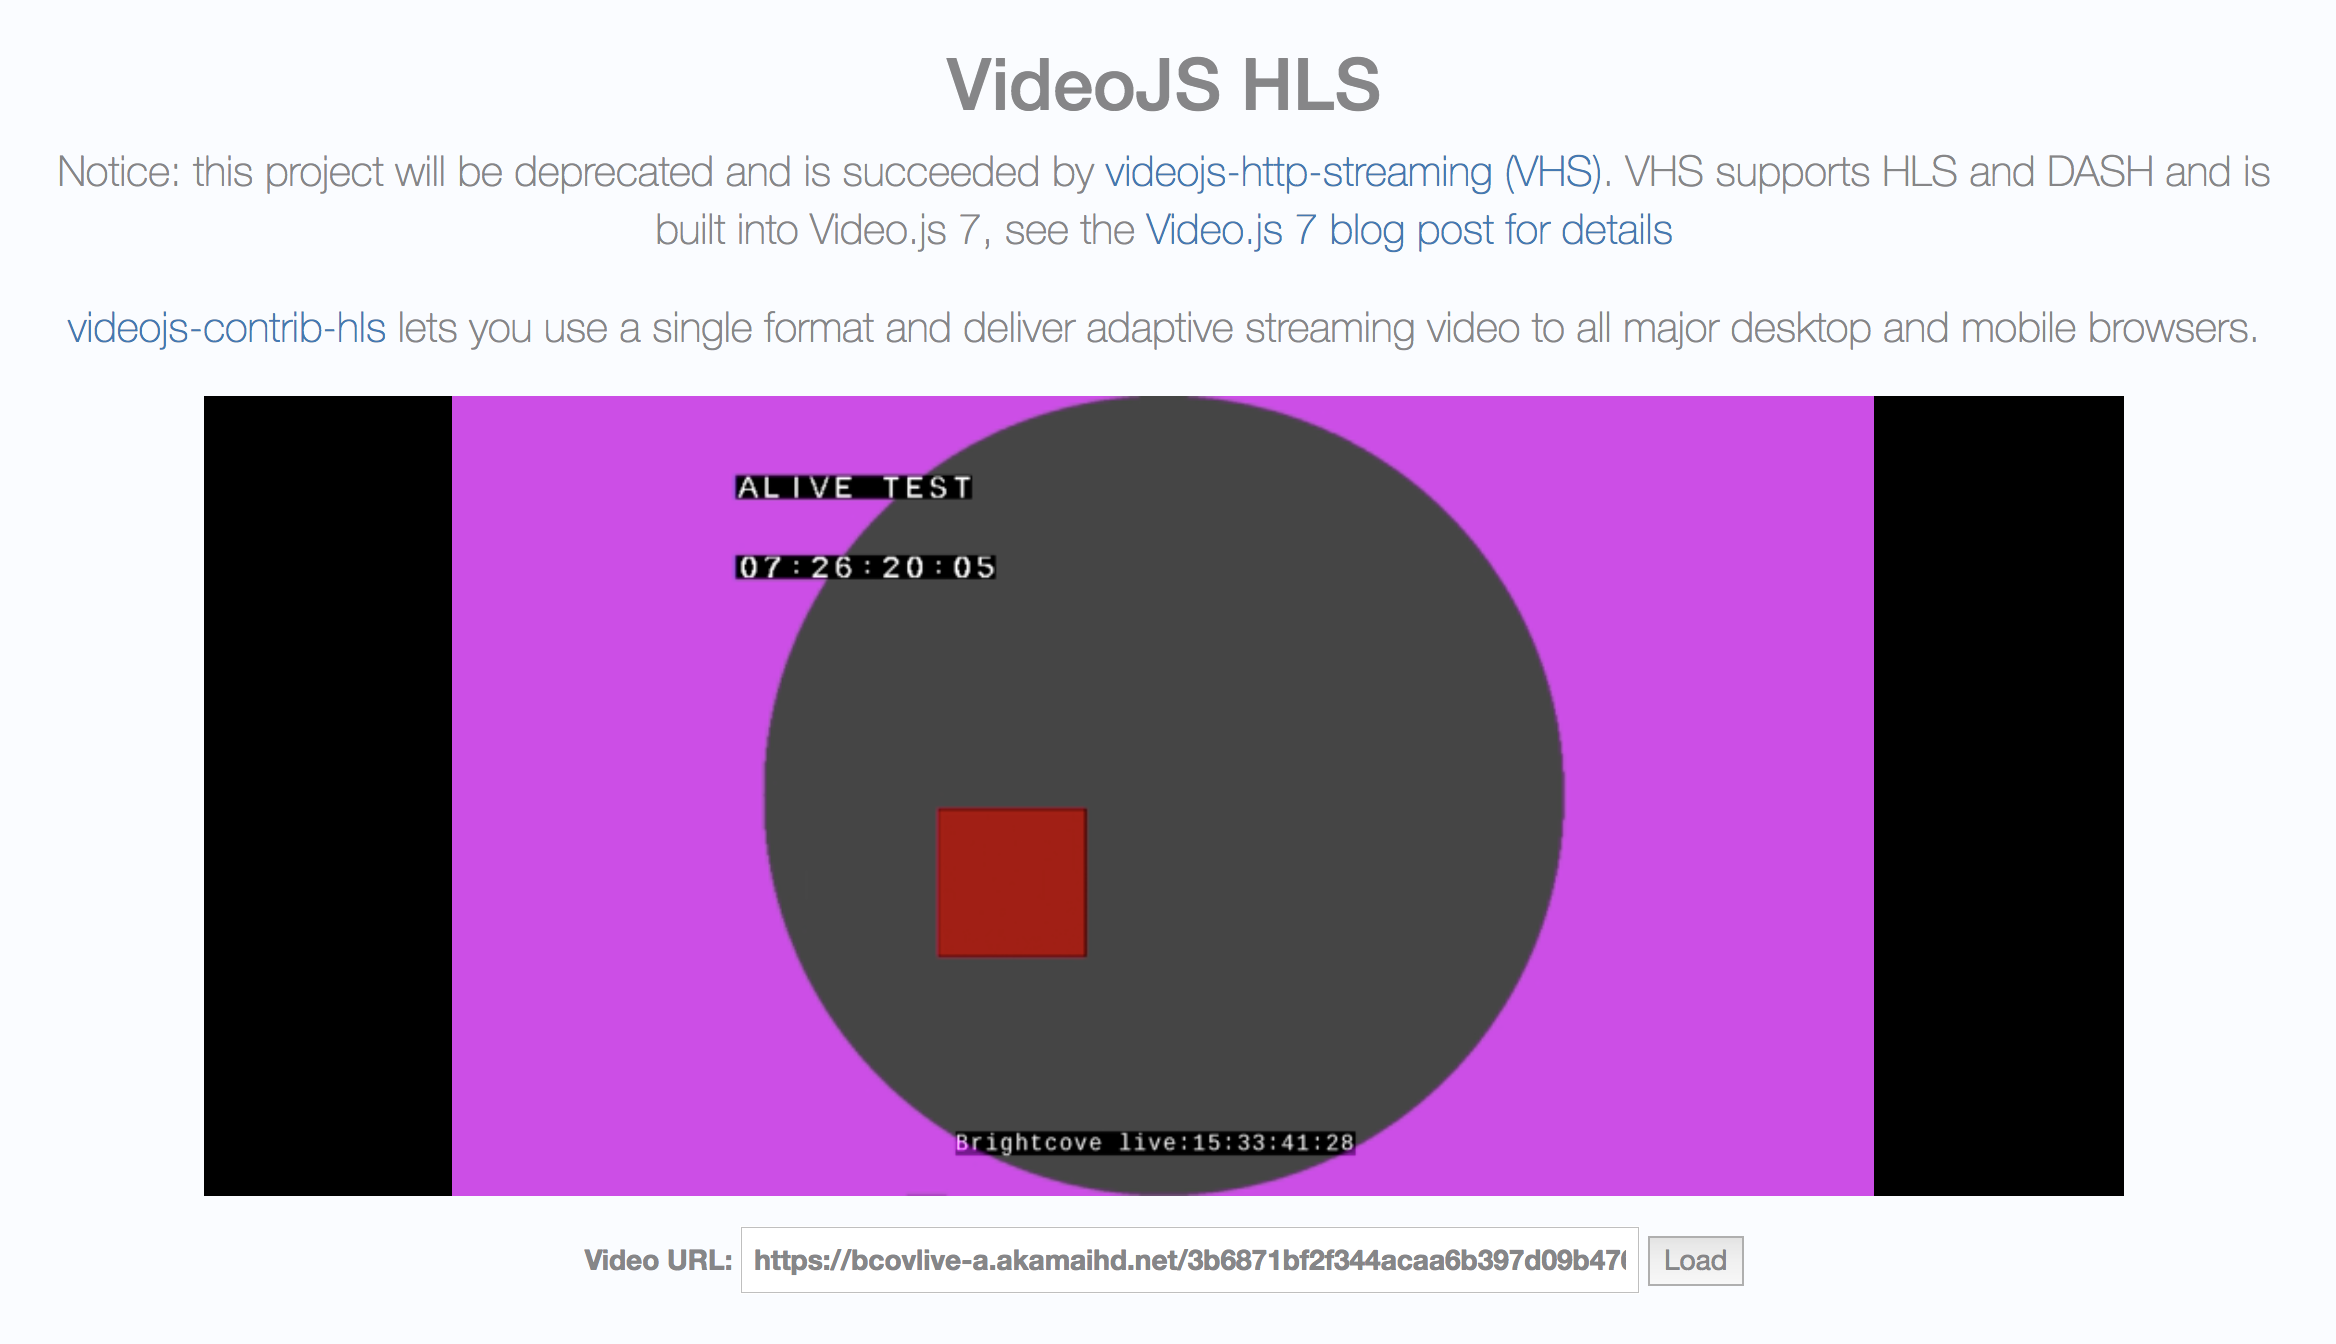 VideoJS HLS
Notice: this project will be deprecated and is succeeded by videojs-http-streaming (VHS). VHS supports HLS and DASH and is
built into Video.js 7, see the Video.js 7 blog post for details
videojs-contrib-hls lets you use a single format and deliver adaptive streaming video to all major desktop and mobile browsers.
ALIVE TEST
07:26:20:05
Brightcove live:15:33:41:28
Video URL: https://bcovlive-a.akamaihd.net/3b6871bf2f344acaa6b397d09b47 Load